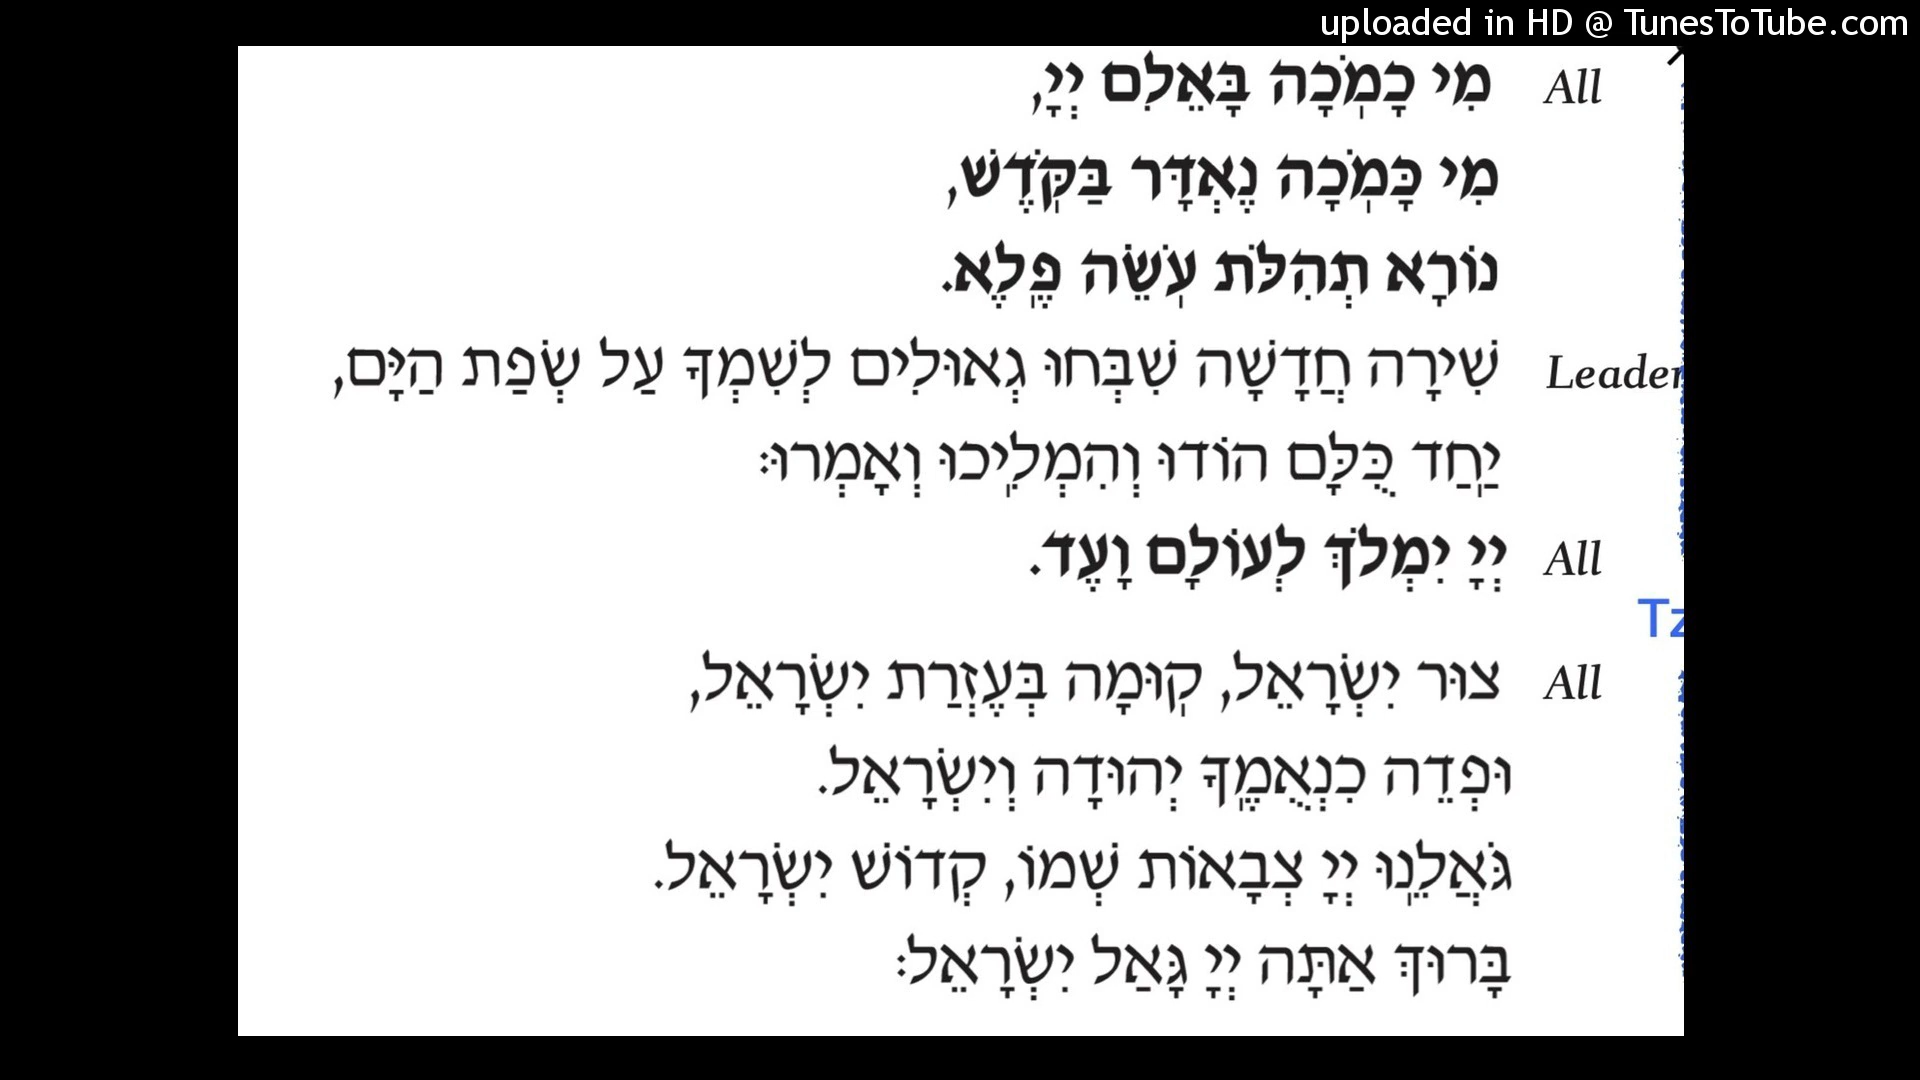 uploaded in HD @ TunesToTube.com
All מִי כָמְֽכָה בָּאֵלִם יְיָ,
מִי כָּמְֽכָה נֶאְדָּר בַּקֹּֽדֶשׁ,
נוֹרָא תְהִלֹּת עֹֽשֵׂה פֶֽלֶא.
Leader שִׁירָה חֲדָשָׁה שִׁבְּחוּ גְאוּלִים לְשִׁמְךָ עַל שְׂפַת הַיָּם,
יַֽחַד כֻּלָּם הוֹדוּ וְהִמְלִֽיכוּ וְאָמְרוּ:
All יְיָ יִמְלֹךְ לְעוֹלָם וָעֶד.
Tz
All צוּר יִשְׂרָאֵל, קֽוּמָה בְּעֶזְרַת יִשְׂרָאֵל,
וּפְדֵה כִנְאֻמֶֽךָ יְהוּדָה וְיִשְׂרָאֵל.
גֹּאֲלֵֽנוּ יְיָ צְבָאוֹת שְׁמוֹ, קְדוֹשׁ יִשְׂרָאֵל.
בָּרוּךְ אַתָּה יְיָ גָּאַל יִשְׂרָאֵל: